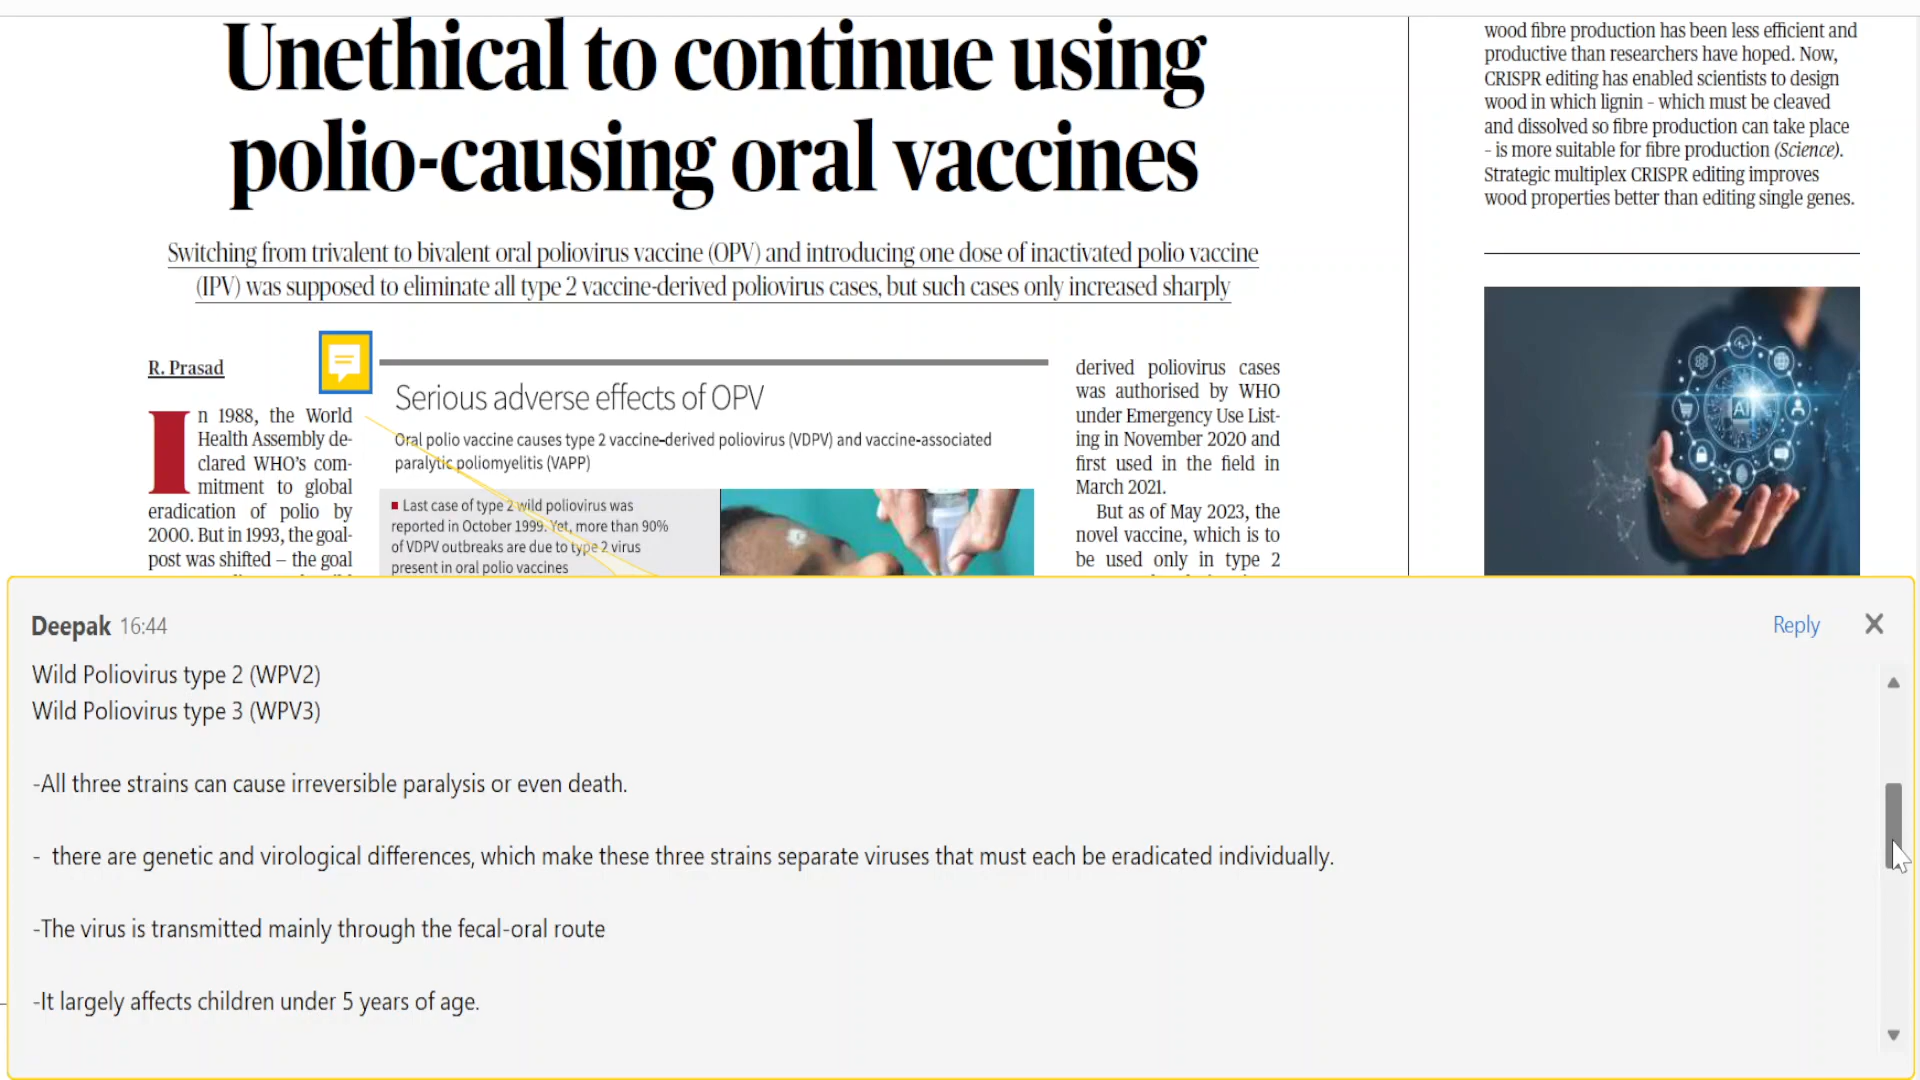 Unethical to continue using
polio-causing oral vaccines
Switching from trivalent to bivalent oral poliovirus vaccine (OPV) and introducing one dose of inactivated polio vaccine
(IPV) was supposed to eliminate all type 2 vaccine-derived poliovirus cases, but such cases only increased sharply
R. Prasad
In 1988, the World
Health Assembly de-
clared WHO's com-
mitment to global
eradication of polio by
2000. But in 1993, the goal-
post was shifted – the goal
Serious adverse effects of OPV
Oral polio vaccine causes type 2 vaccine-derived poliovirus (VDPV) and vaccine-associated
paralytic poliomyelitis (VAPP)
Last case of type 2 wild poliovirus was
reported in October 1999. Yet, more than 90%
of VDPV outbreaks are due to type 2 virus
present in oral polio vaccines
derived poliovirus cases
was authorised by WHO
under Emergency Use List-
ing in November 2020 and
first used in the field in
March 2021.
But as of May 2023, the
novel vaccine, which is to
be used only in type 2
wood fibre production has been less efficient and
productive than researchers have hoped. Now,
CRISPR editing has enabled scientists to design
wood in which lignin - which must be cleaved
and dissolved so fibre production can take place
- is more suitable for fibre production (Science).
Strategic multiplex CRISPR editing improves
wood properties better than editing single genes.
AI
Deepak 16:44
Reply
Wild Poliovirus type 2 (WPV2)
Wild Poliovirus type 3 (WPV3)
-All three strains can cause irreversible paralysis or even death.
- there are genetic and virological differences, which make these three strains separate viruses that must each be eradicated individually.
-The virus is transmitted mainly through the fecal-oral route
-It largely affects children under 5 years of age.